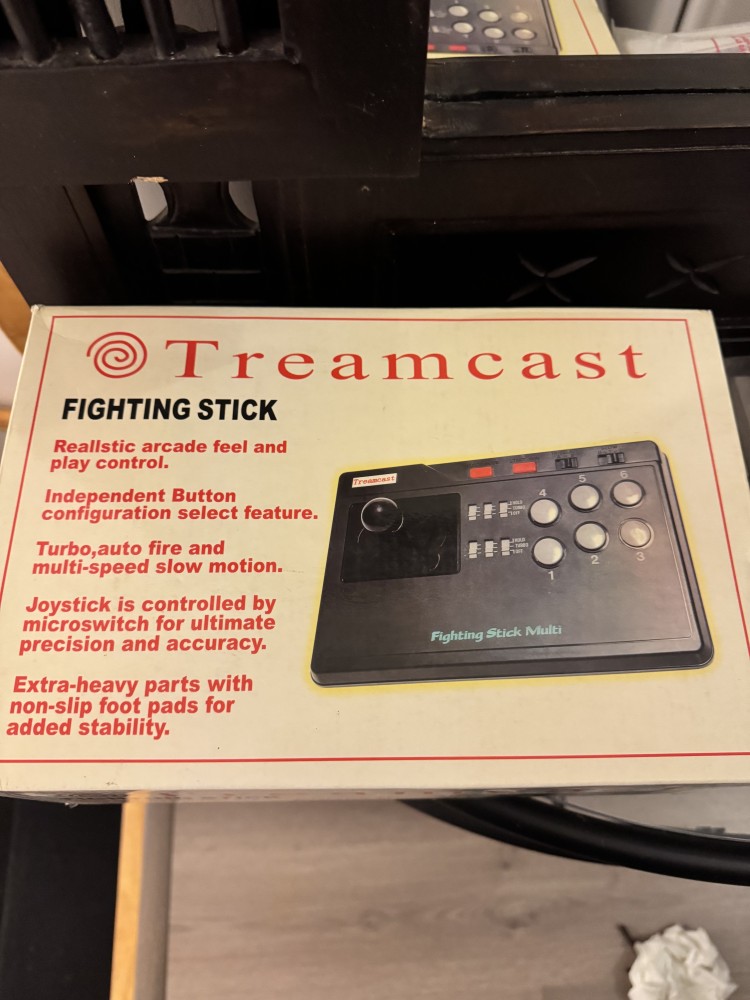 Treamcast
FIGHTING STICK
Reallstic arcade feel and
play control.
Independent Button
configuration select feature.
Turbo,auto fire and
multi-speed slow motion.
Joystick is controlled by
microswitch for ultimate
precision and accuracy.
Extra-heavy parts with
non-slip foot pads for
added stability.
Treamcast
4 5 6
1 2 3
Fighting Stick Multi